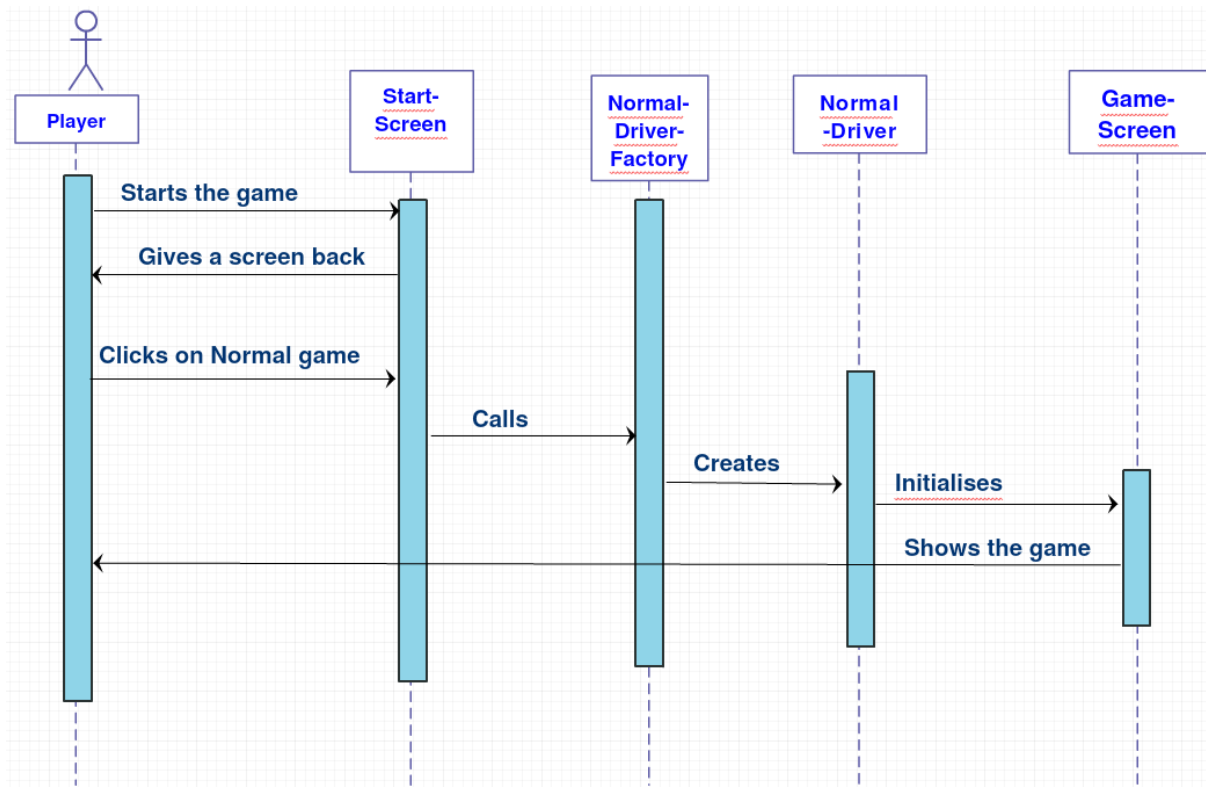 Player
Start-
Screen
Normal-
Driver-
Factory
Normal
-Driver
Game-
Screen
Starts the game
Gives a screen back
Clicks on Normal game
Calls
Creates
Initialises
Shows the game